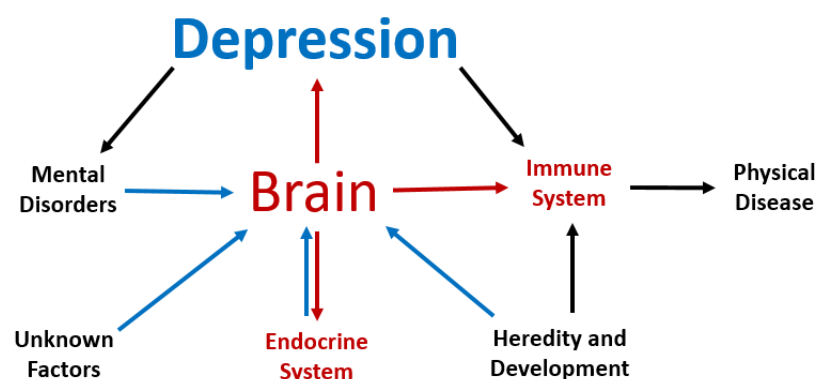 Depression
Mental
Disorders
Brain
Immune
System
Physical
Disease
Unknown
Factors
Endocrine
System
Heredity and
Development